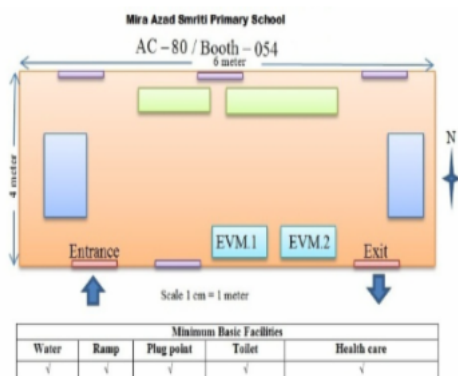 Mira Azad Smriti Primary School
AC – 80 / Booth – 054
6 meter
N
4 meter
EVM.1
EVM.2
Entrance
Exit
Scale 1 cm = 1 meter
Minimum Basic Facilities
Water Ramp Plug point Toilet Health care
√ √ √ √ √